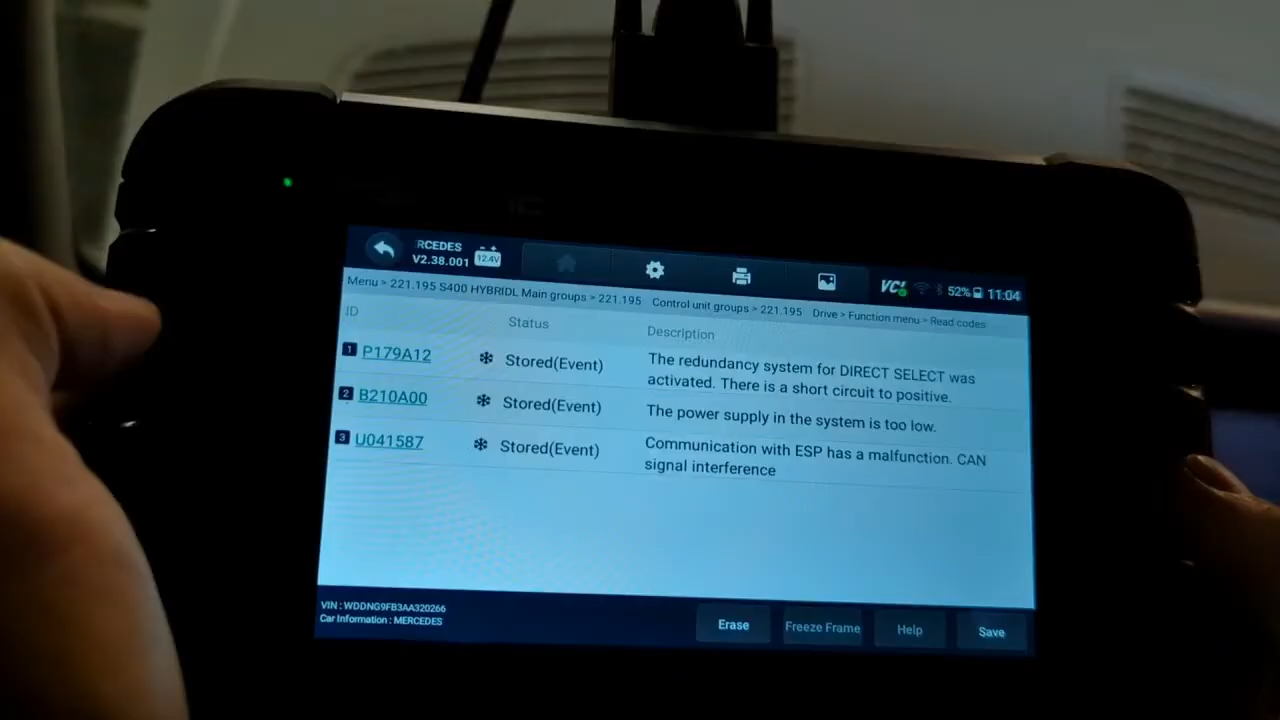 RCEDES
V2.38.001
12.4V
VCI
52%
11:04
Menu > 221.195 S400 HYBRIDL Main groups > 221.195 Control unit groups > 221.195 Drive > Function menu > Read codes
ID Status Description
1 P179A12 Stored(Event) The redundancy system for DIRECT SELECT was
activated. There is a short circuit to positive.
2 B210A00 Stored(Event) The power supply in the system is too low.
3 U041587 Stored(Event) Communication with ESP has a malfunction. CAN
signal interference
VIN : WDDNG9FB3AA320266
Car Information : MERCEDES
Erase Freeze Frame Help Save